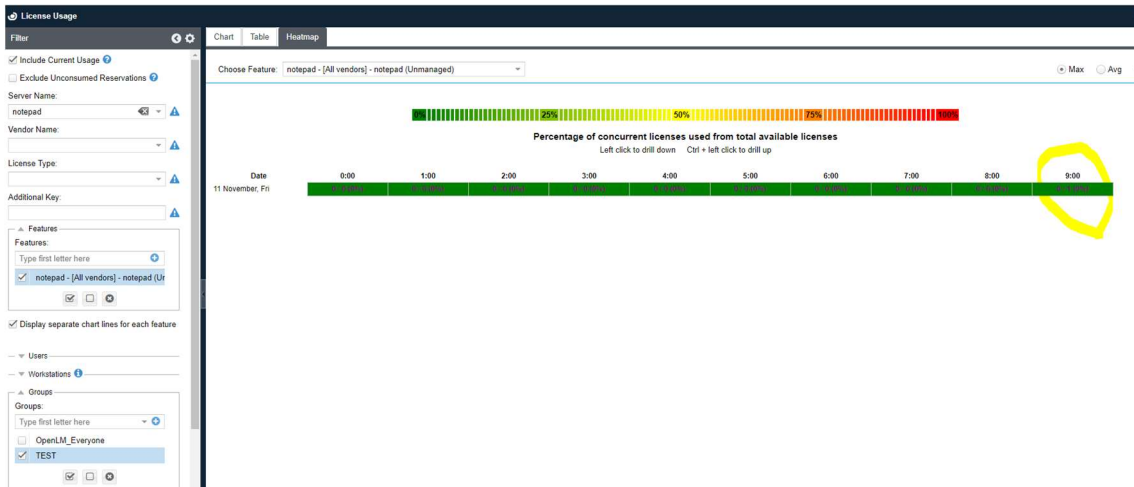 License Usage
Filter
Chart Table Heatmap
Include Current Usage
Exclude Unconsumed Reservations
Server Name:
notepad
Vendor Name:
License Type:
Additional Key:
Features
Features:
Type first letter here
notepad - [All vendors] - notepad (Ur
Display separate chart lines for each feature
Users
Workstations
Groups
Groups:
Type first letter here
OpenLM_Everyone
TEST
Choose Feature: notepad - [All vendors] - notepad (Unmanaged)
Max Avg
0% 25% 50% 75% 100%
Percentage of concurrent licenses used from total available licenses
Left click to drill down Ctrl + left click to drill up
Date 0:00 1:00 2:00 3:00 4:00 5:00 6:00 7:00 8:00 9:00
11 November, Fri